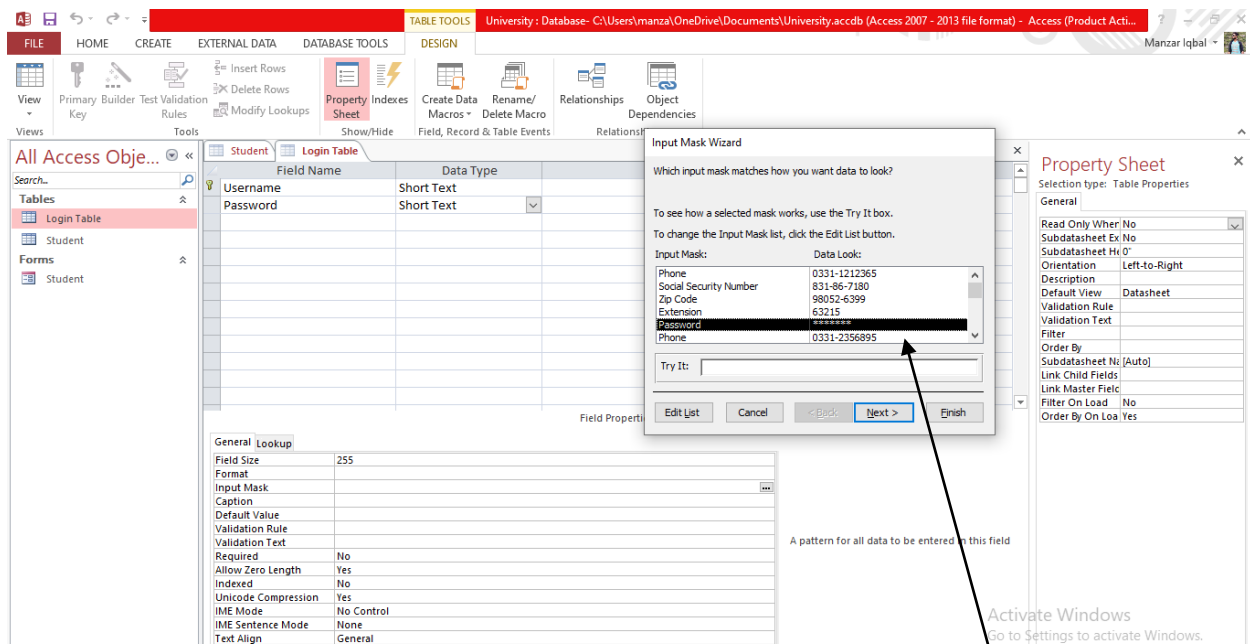 TABLE TOOLS University : Database- C:\Users\manza\OneDrive\Documents\University.accdb (Access 2007 - 2013 file format) - Access (Product Acti... ?
FILE HOME CREATE EXTERNAL DATA DATABASE TOOLS DESIGN Manzar Iqbal
View
Primary Key
Builder
Test Validation Rules
Insert Rows
Delete Rows
Modify Lookups
Property Sheet
Indexes
Create Data Macros
Rename/ Delete Macro
Relationships
Object Dependencies
Views Tools Show/Hide Field, Record & Table Events
All Access Obje... «
Search...
Tables
Login Table
Student
Forms
Student
Student Login Table
Field Name Data Type
Username Short Text
Password Short Text
Input Mask Wizard
Which input mask matches how you want data to look?
To see how a selected mask works, use the Try It box.
To change the Input Mask list, click the Edit List button.
Input Mask: Data Look:
Phone 0331-1212365
Social Security Number 831-86-7180
Zip Code 98052-6399
Extension 63215
Password *******
Phone 0331-2356895
Try It:
Edit List Cancel < Back Next > Finish
General Lookup
Field Size 255
Format
Input Mask ...
Caption
Default Value
Validation Rule
Validation Text
Required No
Allow Zero Length Yes
Indexed No
Unicode Compression Yes
IME Mode No Control
IME Sentence Mode None
Text Align General
A pattern for all data to be entered in this field
Property Sheet
Selection type: Table Properties
General
Read Only Wher No
Subdatasheet Ex No
Subdatasheet He 0"
Orientation Left-to-Right
Description
Default View Datasheet
Validation Rule
Validation Text
Filter
Order By
Subdatasheet Na [Auto]
Link Child Fields
Link Master Fielc
Filter On Load No
Order By On Loa Yes
Activate Windows
Go to Settings to activate Windows.